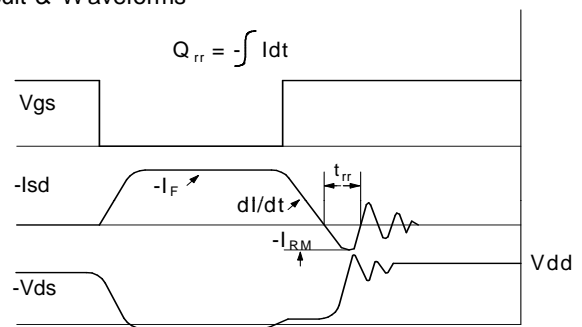 Q rr = -∫ Idt
Vgs
-Isd
-I F
dI/dt
t rr
-I RM
Vdd
-Vds